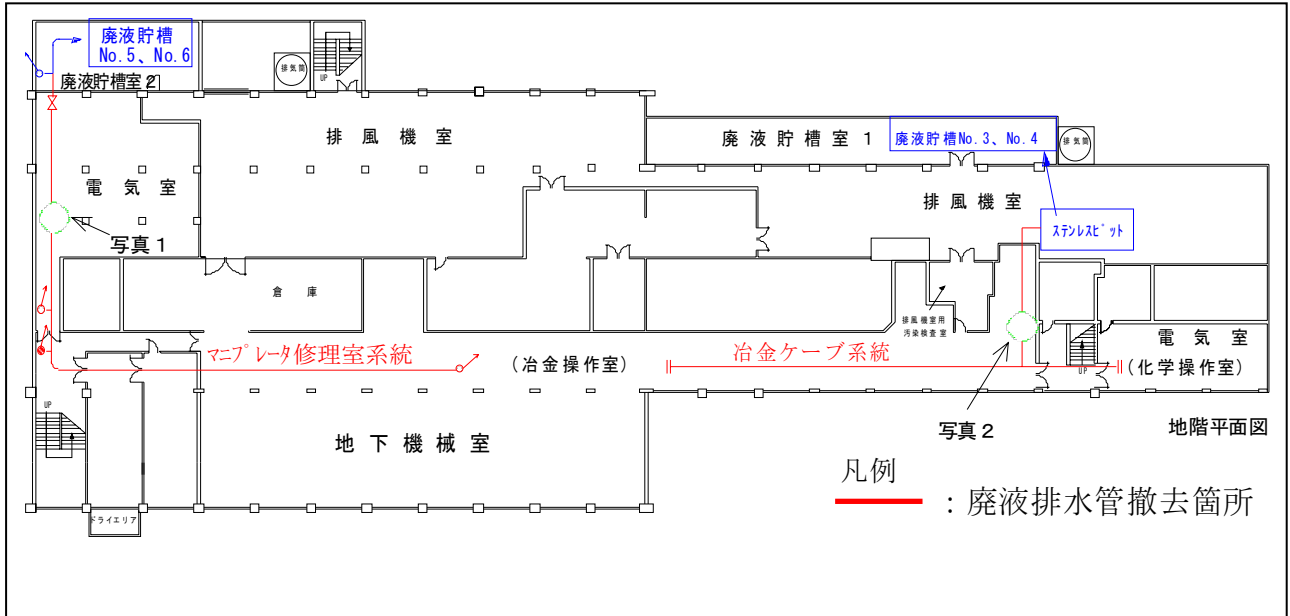 廃液貯槽
No.5、No.6
廃液貯槽室2
排気筒
UP
排風機室
廃液貯槽室1
廃液貯槽No.3、No.4
排気筒
電気室
排風機室
ステンレスピット
写真1
倉庫
排風機室用
汚染検査室
マニプレータ修理室系統
(冶金操作室)
冶金ケーブ系統
電気室
(化学操作室)
UP
UP
地下機械室
写真2
地階平面図
凡例
:廃液排水管撤去箇所
ドライエリア